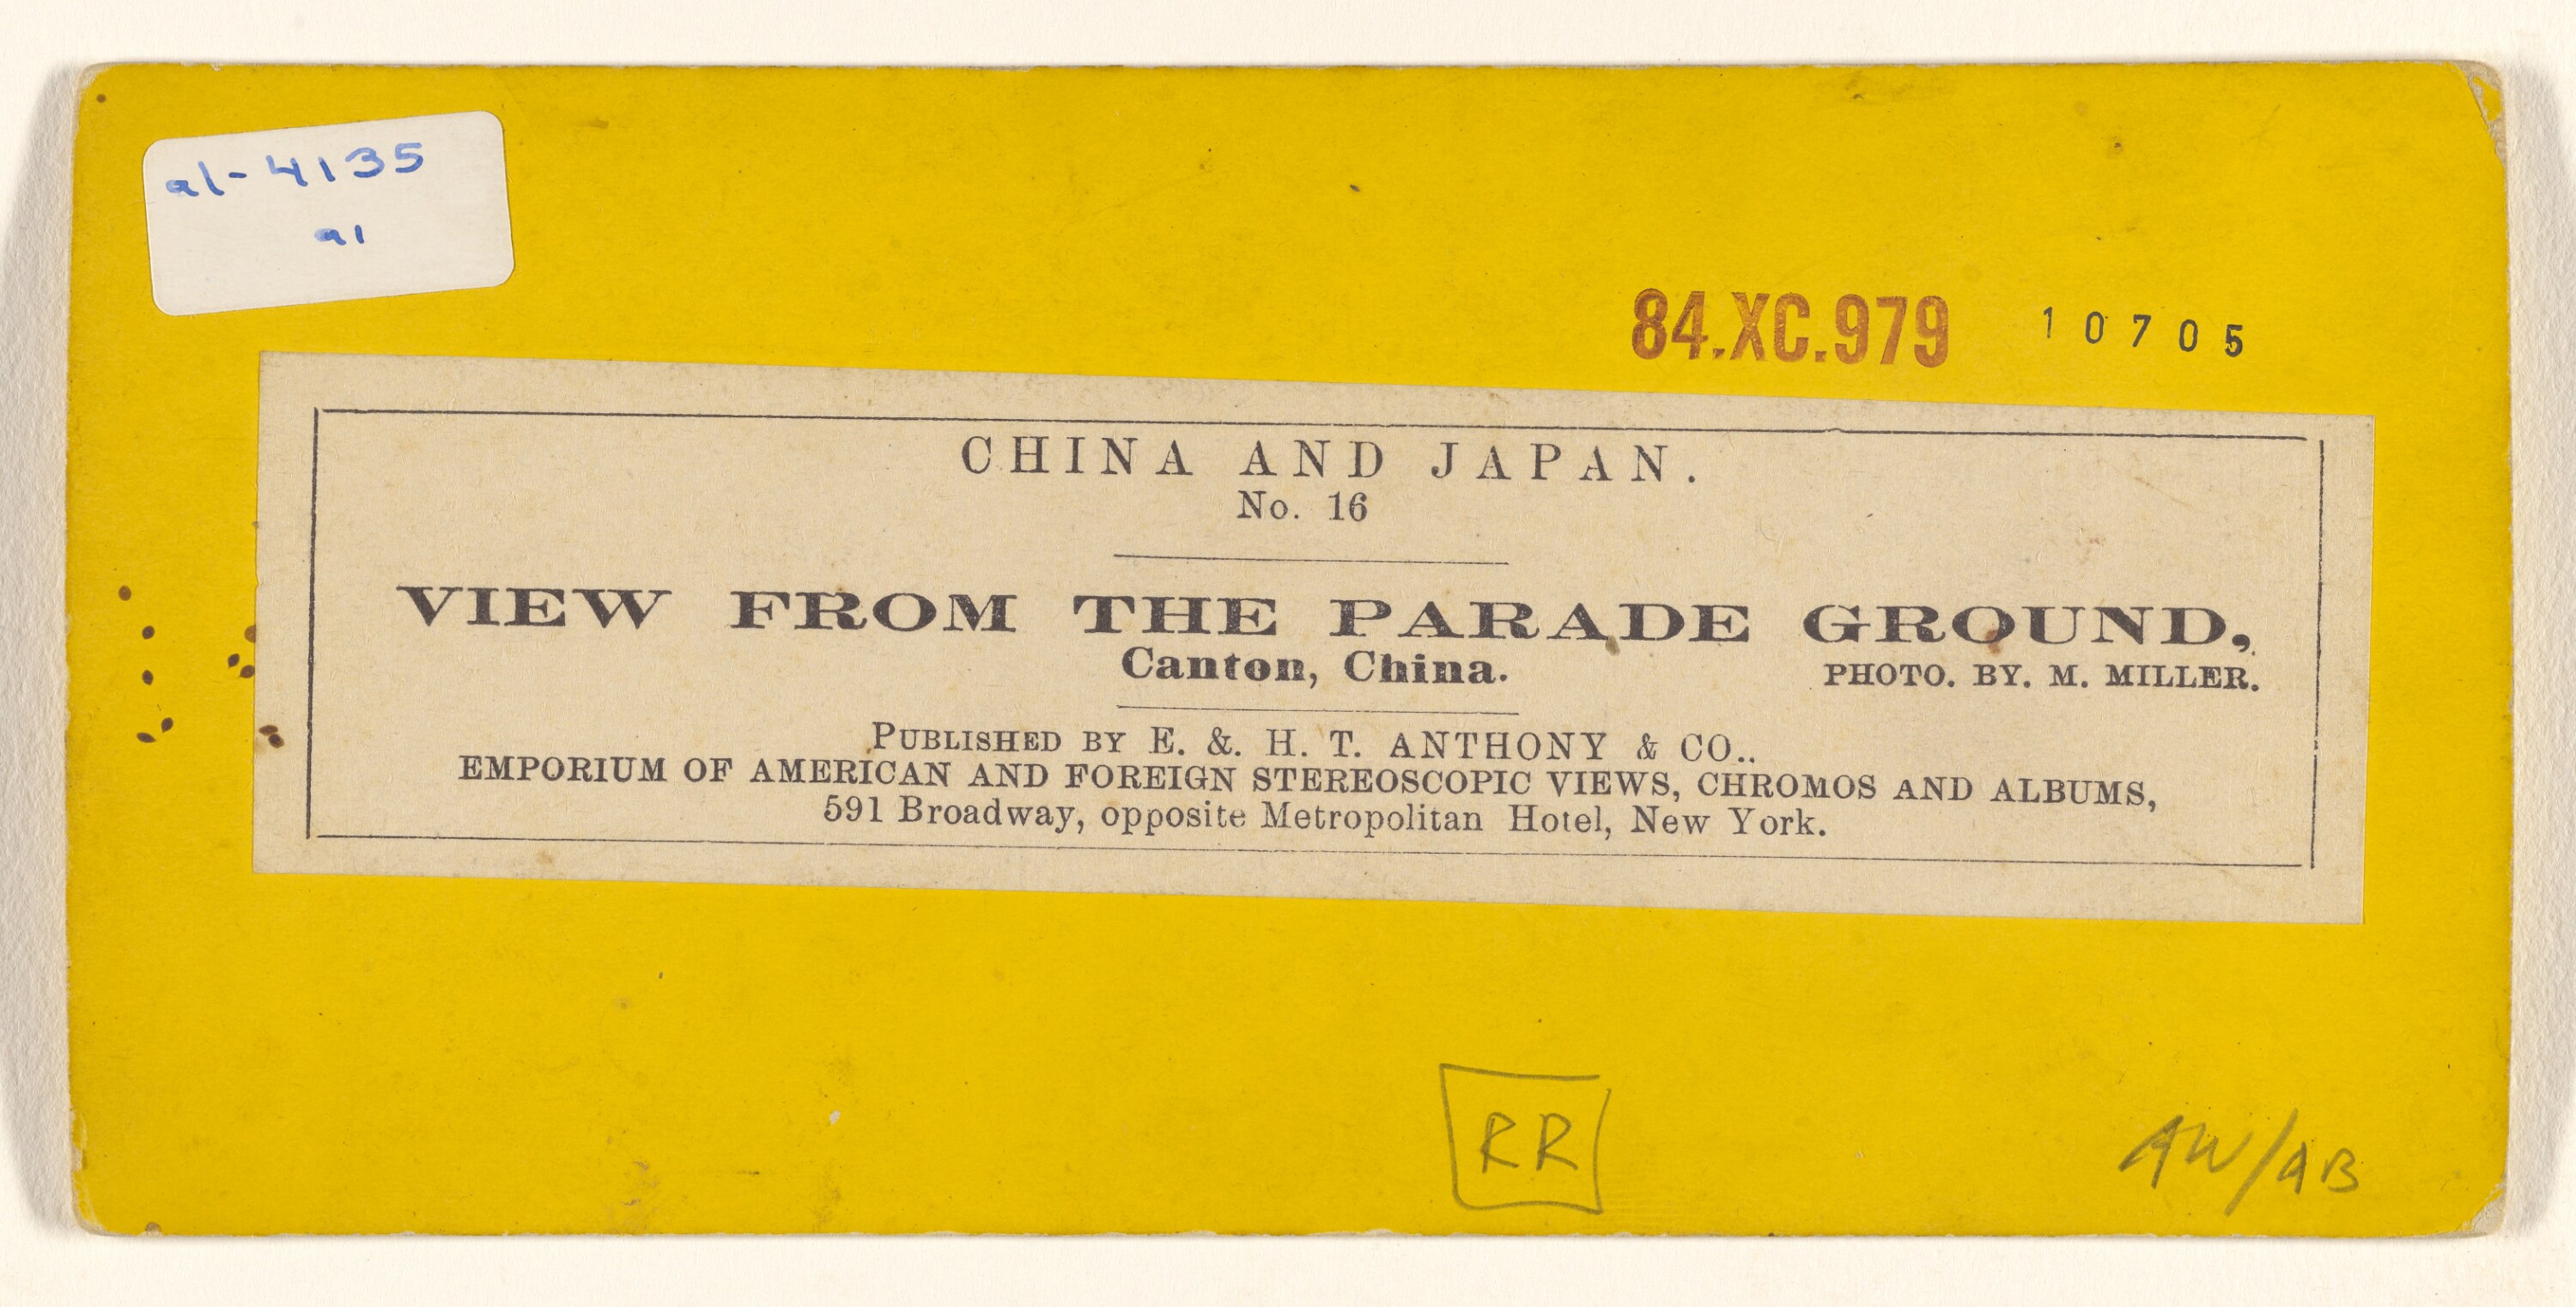 al-4135
al
84.XC.979 10705
CHINA AND JAPAN.
No. 16
VIEW FROM THE PARADE GROUND,
Canton, China.
PHOTO. BY. M. MILLER.
PUBLISHED BY E. &. H. T. ANTHONY & CO..
EMPORIUM OF AMERICAN AND FOREIGN STEREOSCOPIC VIEWS, CHROMOS AND ALBUMS,
591 Broadway, opposite Metropolitan Hotel, New York.
RR
AW/AB